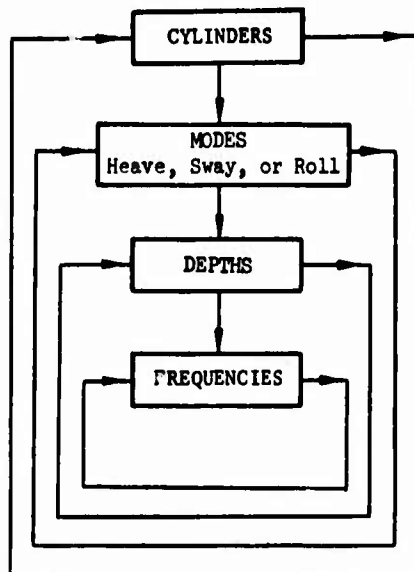 CYLINDERS
MODES
Heave, Sway, or Roll
DEPTHS
FREQUENCIES